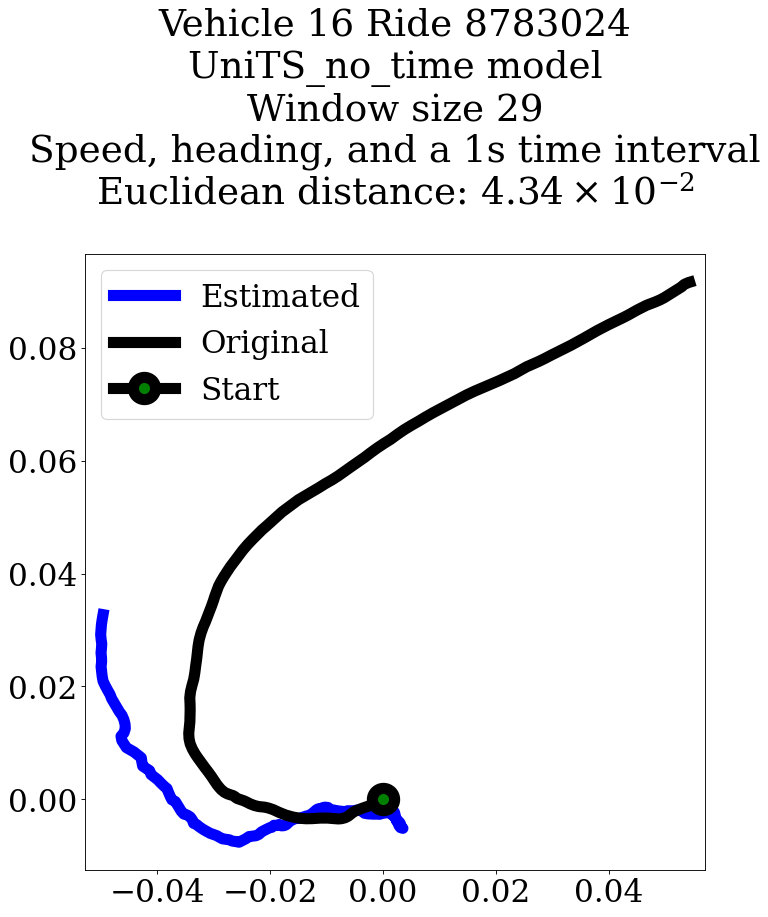 Vehicle 16 Ride 8783024
UniTS_no_time model
Window size 29
Speed, heading, and a 1s time interval
Euclidean distance: 4.34 × 10⁻²
Estimated
Original
Start
0.08
0.06
0.04
0.02
0.00
−0.04
−0.02
0.00
0.02
0.04